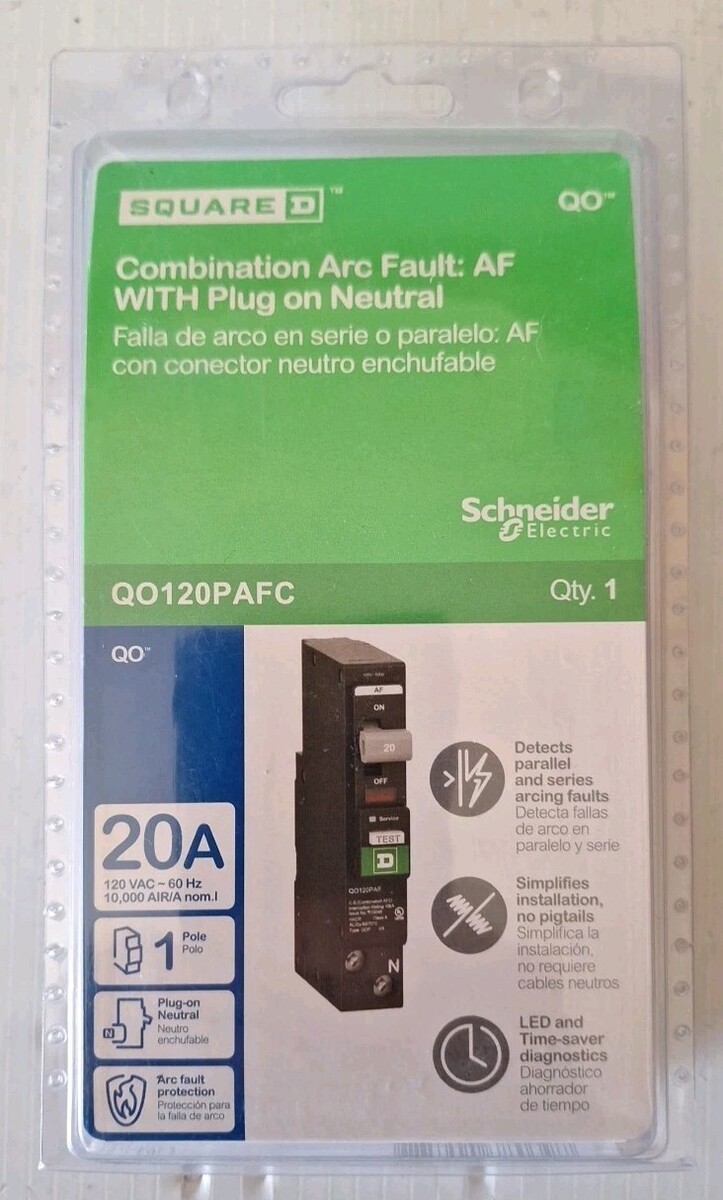 SQUARE D ™
QO™
Combination Arc Fault: AF
WITH Plug on Neutral
Falla de arco en serie o paralelo: AF
con conector neutro enchufable
Schneider
Electric
QO120PAFC
Qty. 1
QO™
AF
ON
20
OFF
Service
TEST
D
QO120PAF
N
20A
120 VAC ~ 60 Hz
10,000 AIR/A nom.I
1 Pole
Polo
N
Plug-on
Neutral
Neutro
enchufable
Arc fault
protection
Protección para
la falla de arco
Detects
parallel
and series
arcing faults
Detecta fallas
de arco en
paralelo y serie
Simplifies
installation,
no pigtails
Simplifica la
instalación,
no requiere
cables neutros
LED and
Time-saver
diagnostics
Diagnóstico
ahorrador
de tiempo